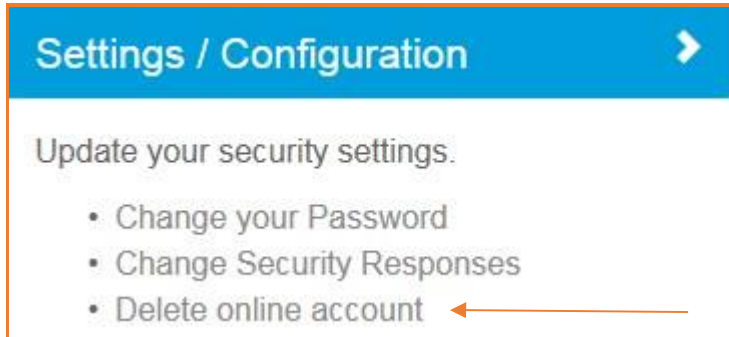 Settings / Configuration
Update your security settings.
• Change your Password
• Change Security Responses
• Delete online account